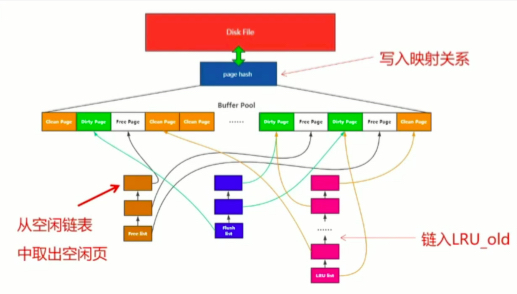 Disk File
page hash
写入映射关系
Buffer Pool
Clean Page
Dirty Page
Free Page
Clean Page
Clean Page
......
Dirty Page
Free Page
Dirty Page
Free Page
Clean Page
从空闲链表
中取出空闲页
Free list
Flush list
......
LRU list
链入LRU_old